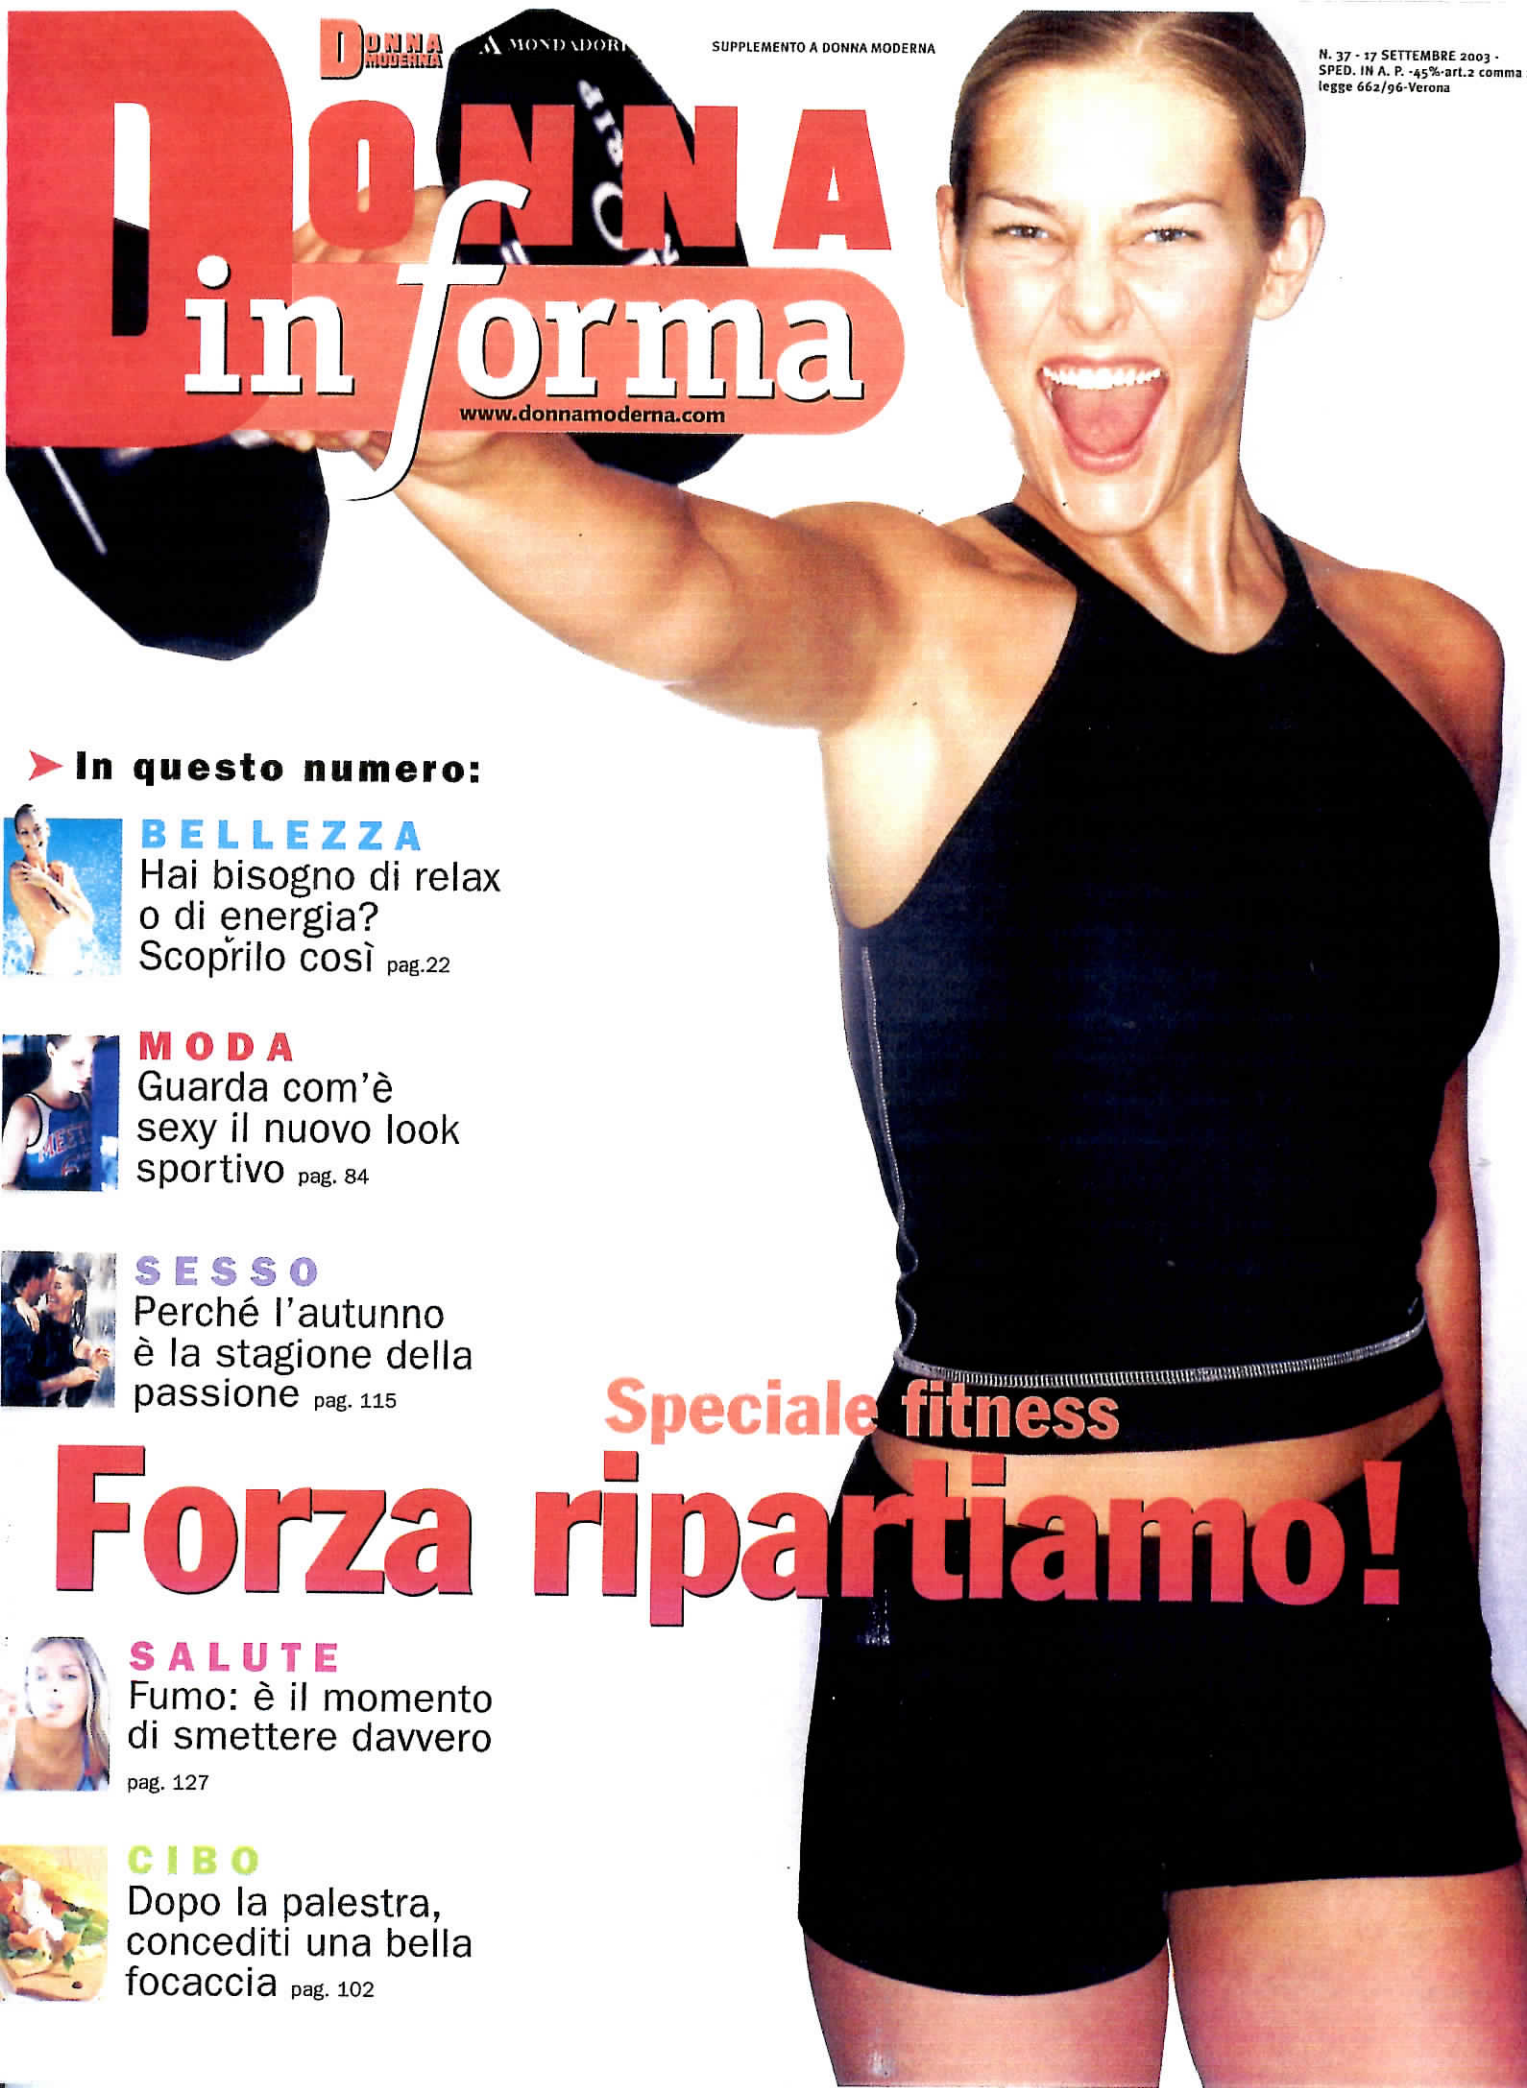 DONNA
MODERNA
MONDADORI
SUPPLEMENTO A DONNA MODERNA
N. 37 - 17 SETTEMBRE 2003 -
SPED. IN A. P. -45%-art.2 comma
legge 662/96-Verona
DONNA
in forma
www.donnamoderna.com
In questo numero:
BELLEZZA
Hai bisogno di relax
o di energia?
Scoprilo così pag.22
MODA
Guarda com'è
sexy il nuovo look
sportivo pag. 84
SESSO
Perché l'autunno
è la stagione della
passione pag. 115
Speciale fitness
Forza ripartiamo!
SALUTE
Fumo: è il momento
di smettere davvero
pag. 127
CIBO
Dopo la palestra,
concediti una bella
focaccia pag. 102